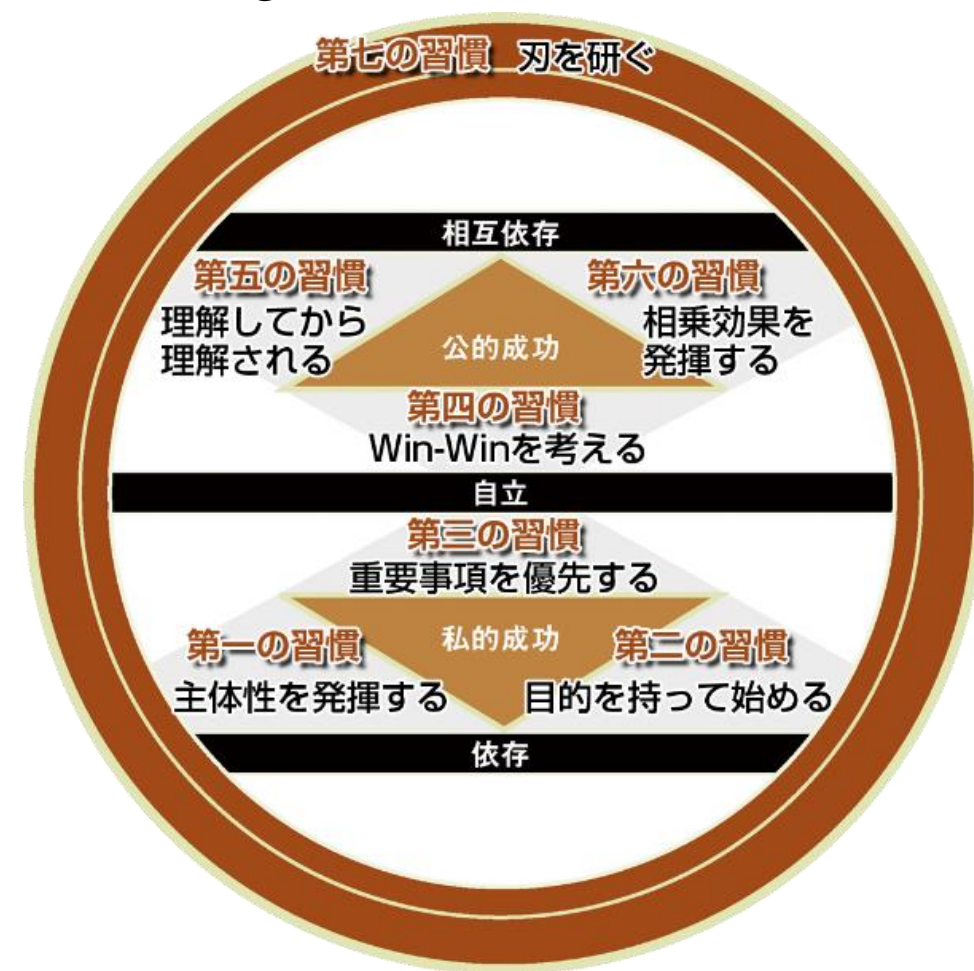 第七の習慣 刃を研ぐ
相互依存
第五の習慣
理解してから
理解される
第六の習慣
相乗効果を
発揮する
公的成功
第四の習慣
Win-Winを考える
自立
第三の習慣
重要事項を優先する
私的成功
第一の習慣
主体性を発揮する
第二の習慣
目的を持って始める
依存